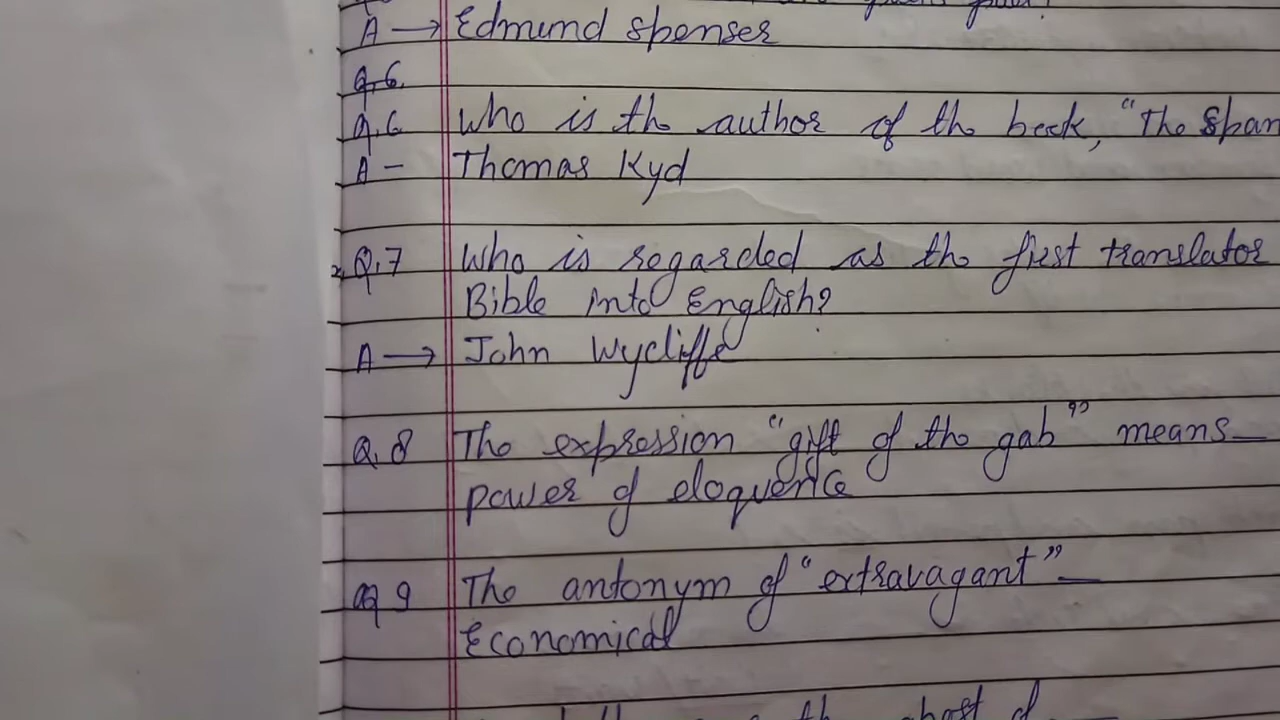 A → Edmund Spenser
Q.6.
Q.6 Who is the author of the book, "The Span
A - Thomas Kyd
Q.7 Who is regarded as the first translator
Bible into English?
A → John Wycliffe
Q.8 The expression "gift of the gab" means—
power of eloquence
Q 9 The antonym of "extravagant"—
Economical
ghost of